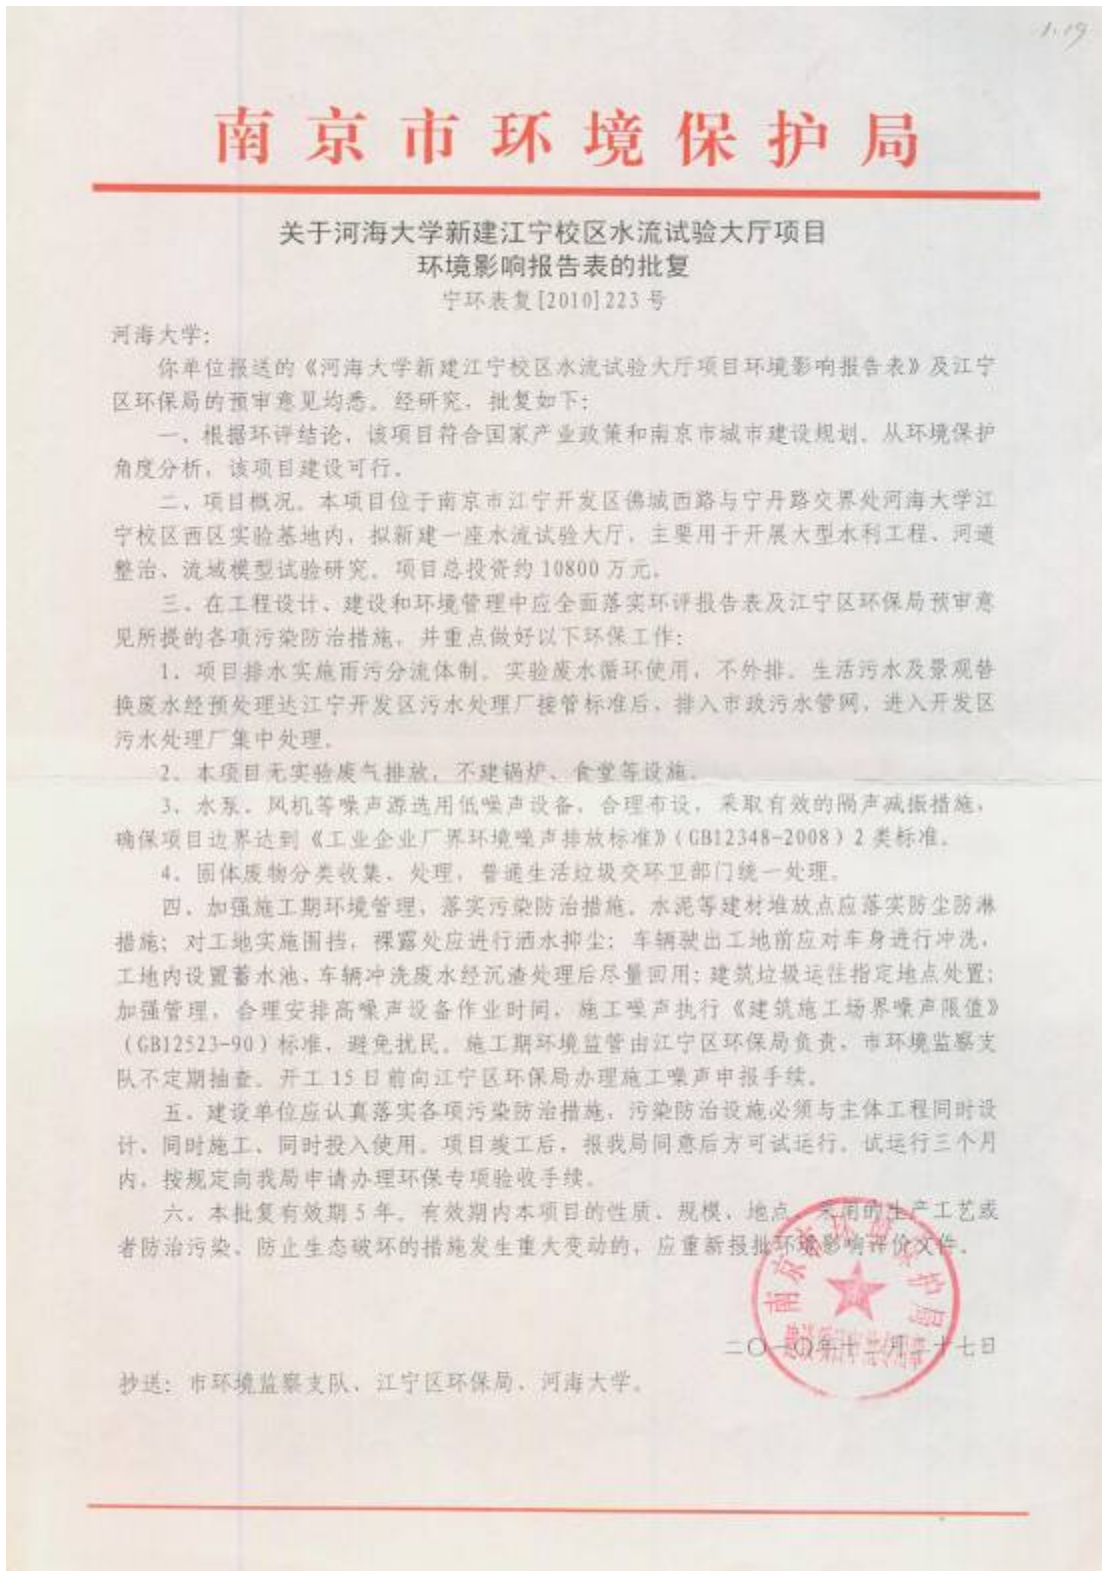 1.19
南京市环境保护局
关于河海大学新建江宁校区水流试验大厅项目
环境影响报告表的批复
宁环表复[2010]223号
河海大学：
你单位报送的《河海大学新建江宁校区水流试验大厅项目环境影响报告表》及江宁
区环保局的预审意见均悉。经研究，批复如下：
一、根据环评结论，该项目符合国家产业政策和南京市城市建设规划。从环境保护
角度分析，该项目建设可行。
二、项目概况。本项目位于南京市江宁开发区佛城西路与宁丹路交界处河海大学江
宁校区西区实验基地内，拟新建一座水流试验大厅，主要用于开展大型水利工程、河道
整治、流域模型试验研究。项目总投资约10800万元。
三、在工程设计、建设和环境管理中应全面落实环评报告表及江宁区环保局预审意
见所提的各项污染防治措施，并重点做好以下环保工作：
1、项目排水实施雨污分流体制。实验废水循环使用，不外排。生活污水及景观替
换废水经预处理达江宁开发区污水处理厂接管标准后，排入市政污水管网，进入开发区
污水处理厂集中处理。
2、本项目无实验废气排放，不建锅炉、食堂等设施。
3、水泵、风机等噪声源选用低噪声设备，合理布设，采取有效的隔声减振措施，
确保项目边界达到《工业企业厂界环境噪声排放标准》（GB12348-2008）2类标准。
4、固体废物分类收集、处理，普通生活垃圾交环卫部门统一处理。
四、加强施工期环境管理，落实污染防治措施。水泥等建材堆放点应落实防尘防淋
措施；对工地实施围挡，裸露处应进行洒水抑尘；车辆驶出工地前应对车身进行冲洗，
工地内设置蓄水池，车辆冲洗废水经沉渣处理后尽量回用；建筑垃圾运往指定地点处置；
加强管理，合理安排高噪声设备作业时间，施工噪声执行《建筑施工场界噪声限值》
（GB12523-90）标准，避免扰民。施工期环境监管由江宁区环保局负责，市环境监察支
队不定期抽查。开工15日前向江宁区环保局办理施工噪声申报手续。
五、建设单位应认真落实各项污染防治措施，污染防治设施必须与主体工程同时设
计、同时施工、同时投入使用。项目竣工后，报我局同意后方可试运行。试运行三个月
内，按规定向我局申请办理环保专项验收手续。
六、本批复有效期5年。有效期内本项目的性质、规模、地点、采用的生产工艺或
者防治污染、防止生态破坏的措施发生重大变动的，应重新报批环境影响评价文件。
南京市环境保护局
二〇一〇年十二月二十七日
抄送：市环境监察支队、江宁区环保局、河海大学。